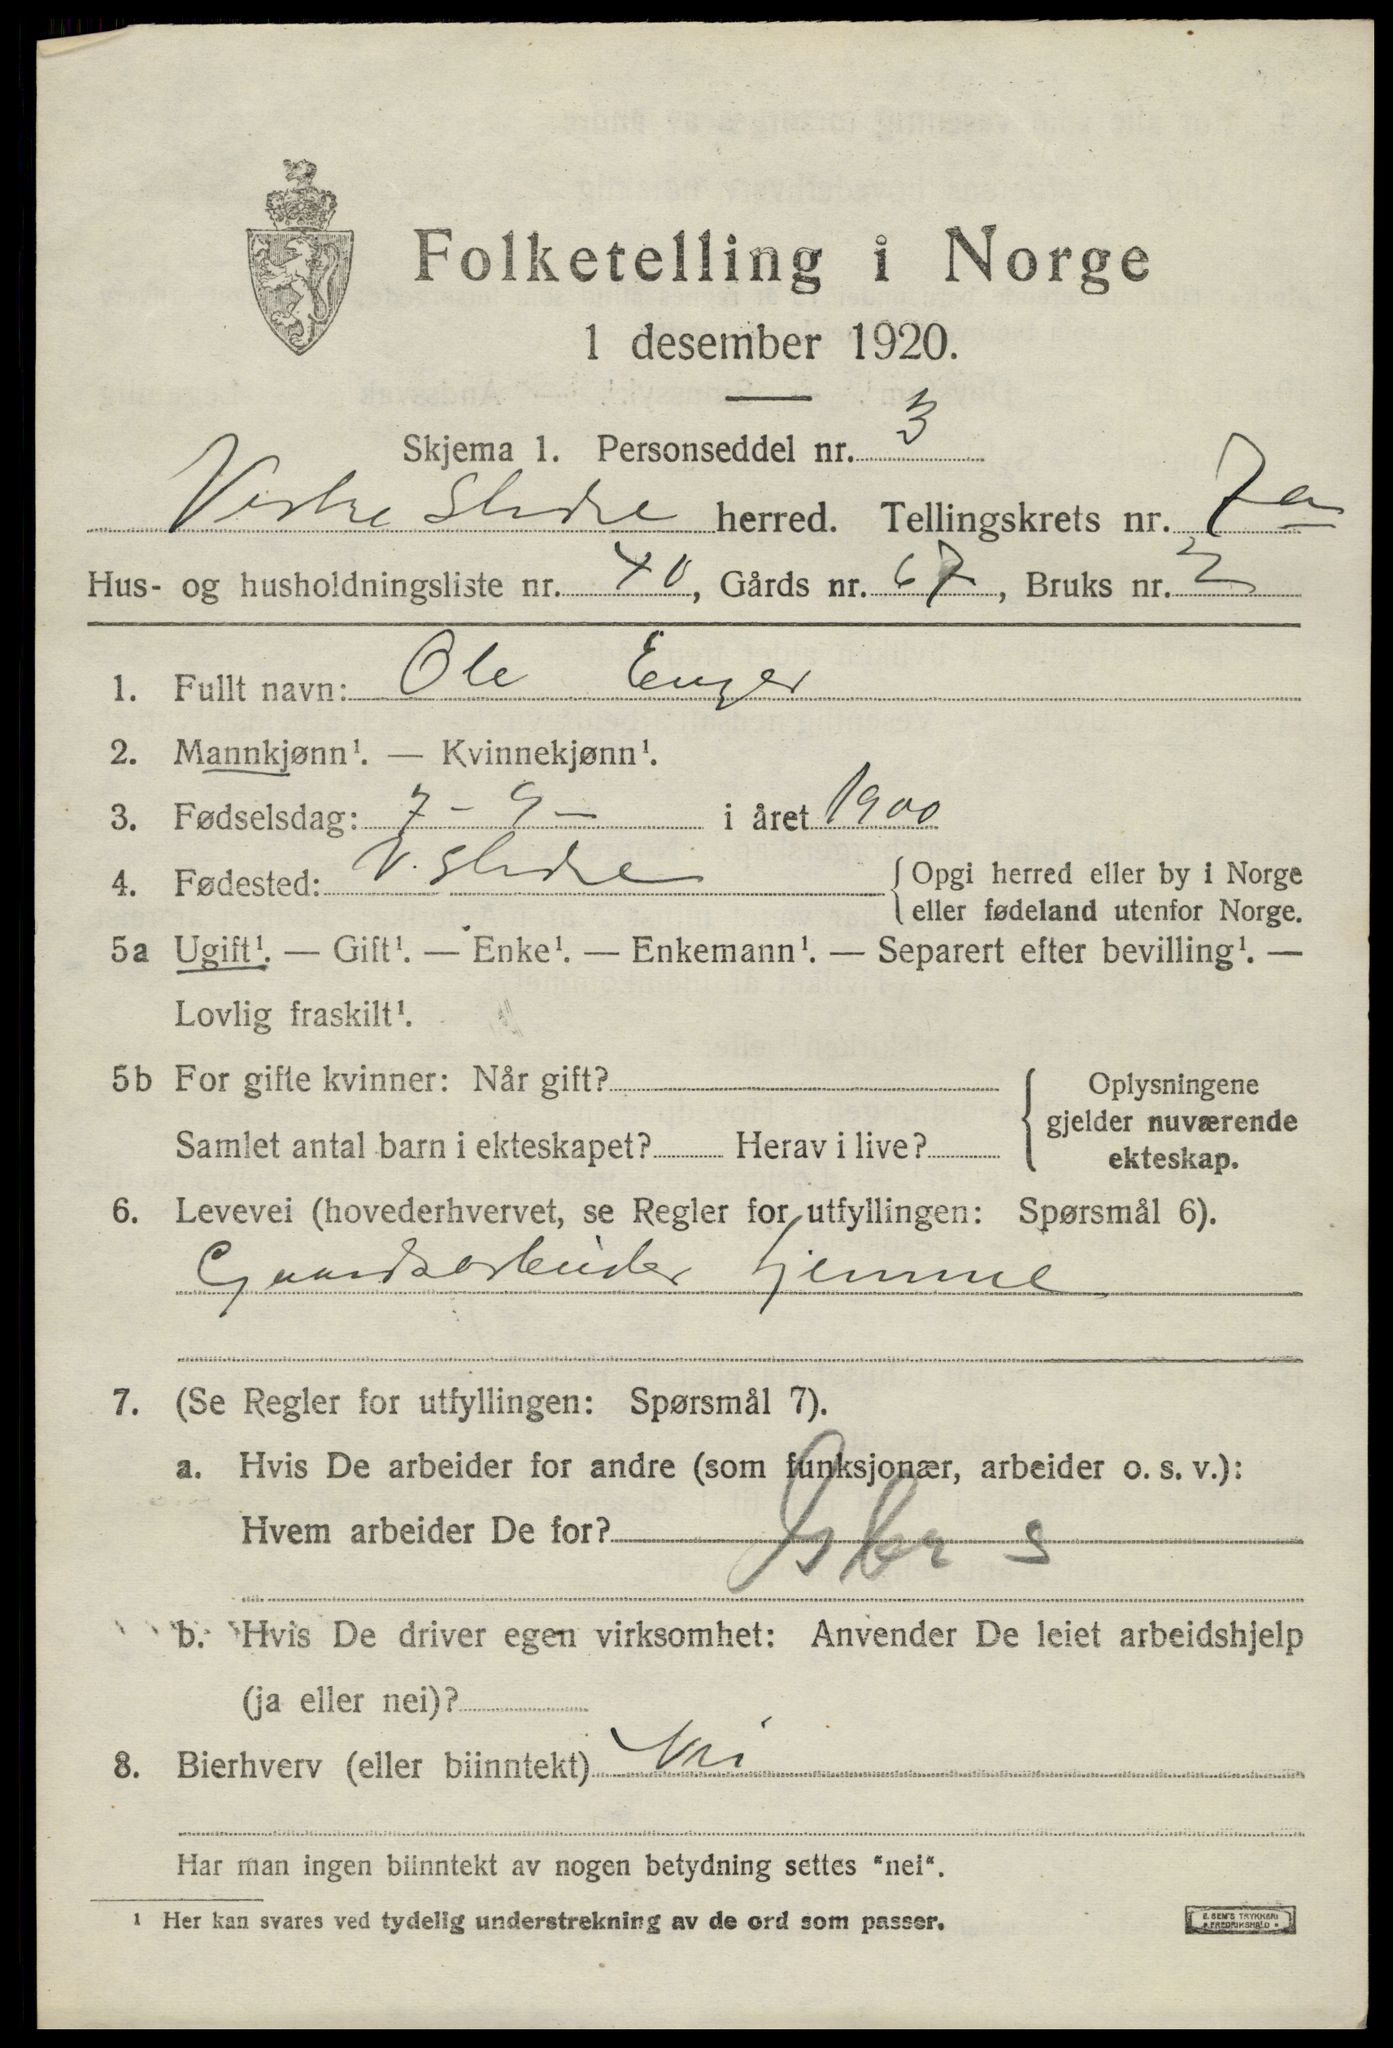 Folketelling i Norge
1 desember 1920.
Skjema 1. Personseddel nr. 3
Vestre Slidre herred. Tellingskrets nr. 7a
Hus- og husholdningsliste nr. 40, Gårds nr. 67, Bruks nr. 2
1. Fullt navn: Ole Enger
2. Mannkjønn¹. — Kvinnekjønn¹.
3. Fødselsdag: 7 - 9 - i året 1900
4. Fødested: V. Slidre { Opgi herred eller by i Norge
eller fødeland utenfor Norge.
5a Ugift¹. — Gift¹. — Enke¹. — Enkemann¹. — Separert efter bevilling¹. —
Lovlig fraskilt¹.
5b For gifte kvinner: Når gift?
Samlet antal barn i ekteskapet? Herav i live?
Oplysningene
gjelder nuværende
ekteskap.
6. Levevei (hovederhvervet, se Regler for utfyllingen: Spørsmål 6).
Gaardsarbeider hjemme
7. (Se Regler for utfyllingen: Spørsmål 7).
a. Hvis De arbeider for andre (som funksjonær, arbeider o. s. v.):
Hvem arbeider De for? s
b. Hvis De driver egen virksomhet: Anvender De leiet arbeidshjelp
(ja eller nei)?
8. Bierhverv (eller biinntekt) Nei
Har man ingen biinntekt av nogen betydning settes "nei".
¹ Her kan svares ved tydelig understrekning av de ord som passer.
E. SEM'S TRYKKERI
FREDRIKSHALD